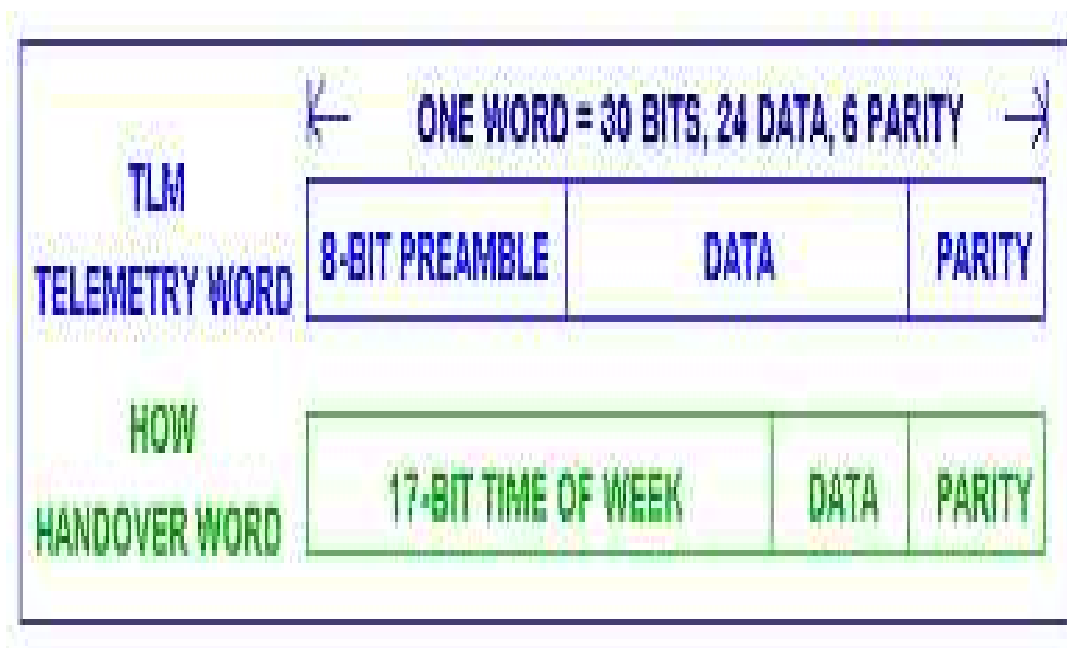 ONE WORD = 30 BITS, 24 DATA, 6 PARITY
TLM
TELEMETRY WORD
8-BIT PREAMBLE DATA PARITY
HOW
HANDOVER WORD
17-BIT TIME OF WEEK DATA PARITY